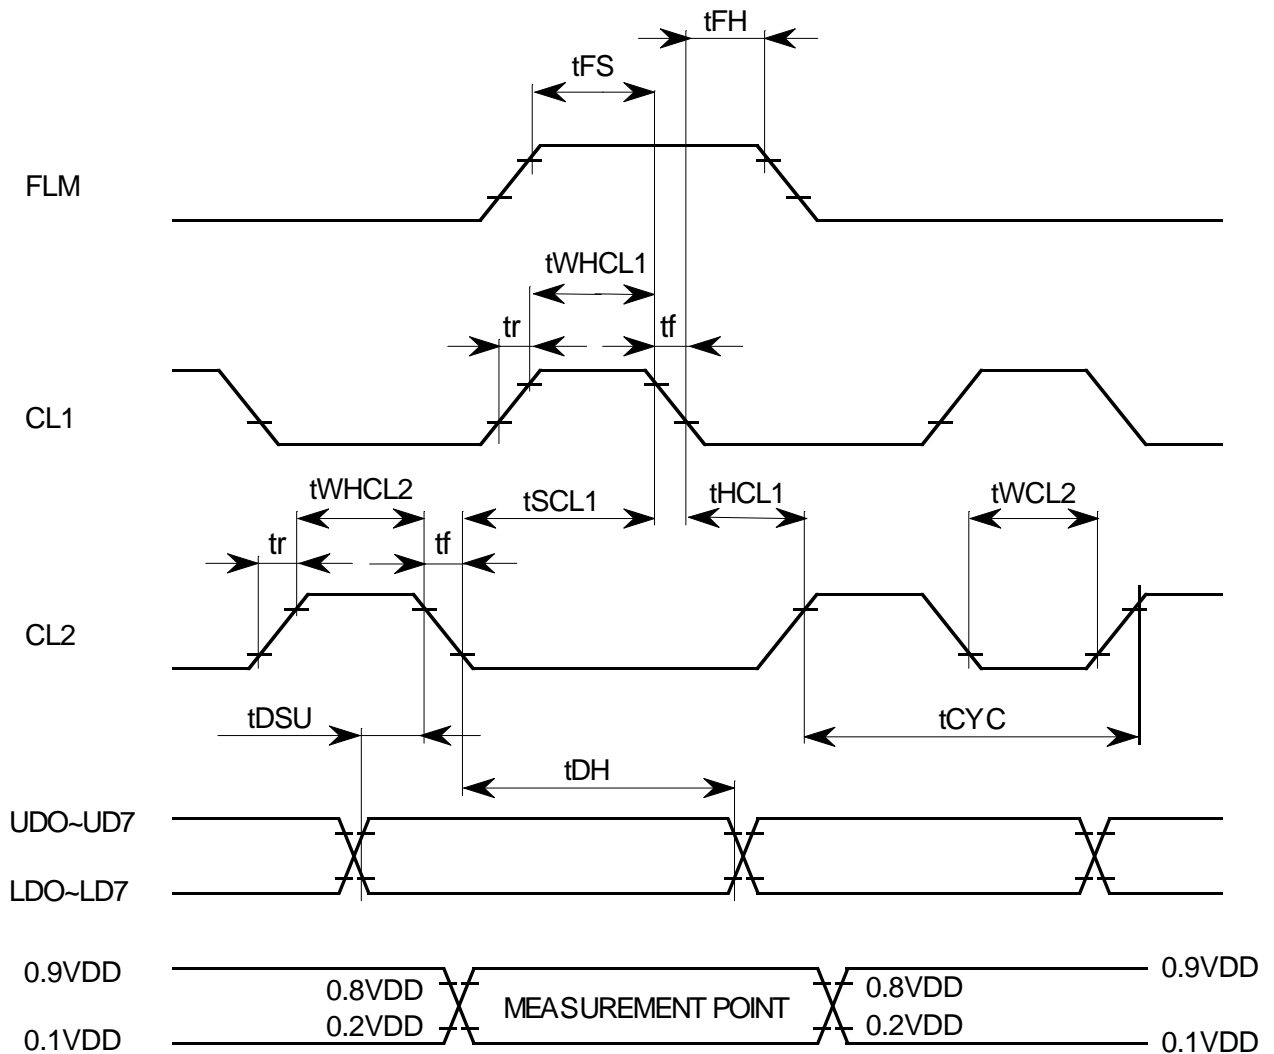 tFH
tFS
FLM
tWHCL1
tr tf
CL1
tWHCL2 tSCL1 tHCL1 tWCL2
tr tf
CL2
tDSU tCYC
tDH
UDO~UD7
LDO~LD7
0.9VDD 0.9VDD
0.8VDD MEASUREMENT POINT 0.8VDD
0.2VDD 0.2VDD
0.1VDD 0.1VDD